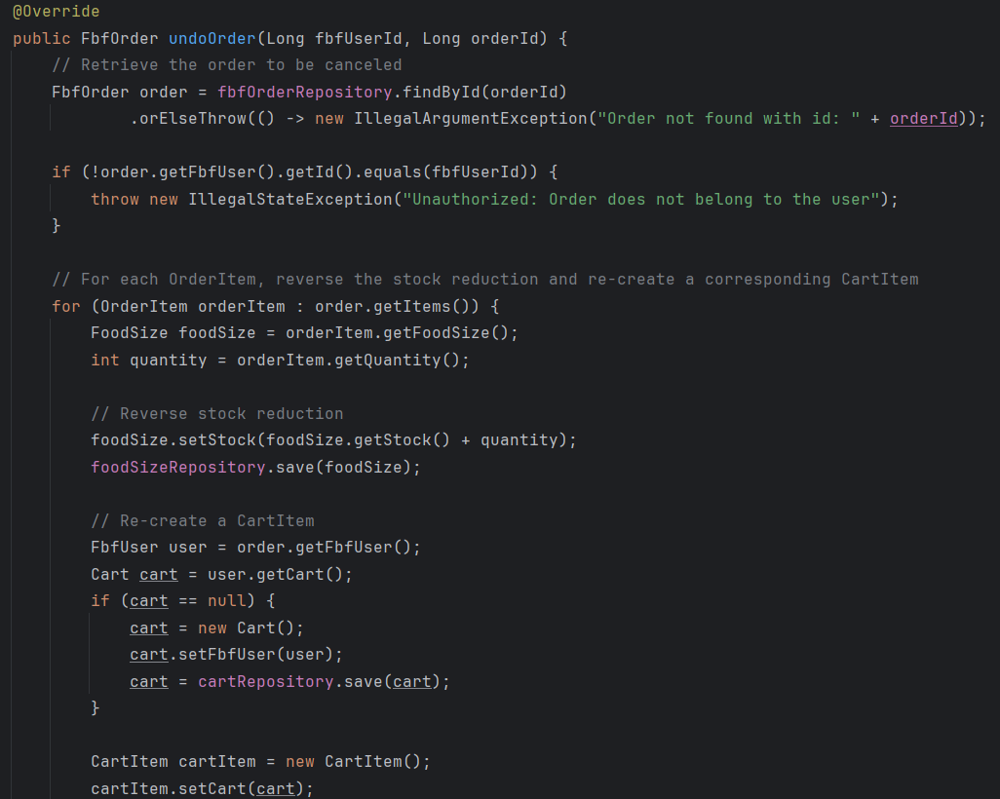 @Override
public FbfOrder undoOrder(Long fbfUserId, Long orderId) {
// Retrieve the order to be canceled
FbfOrder order = fbfOrderRepository.findById(orderId)
.orElseThrow(() -> new IllegalArgumentException("Order not found with id: " + orderId));
if (!order.getFbfUser().getId().equals(fbfUserId)) {
throw new IllegalStateException("Unauthorized: Order does not belong to the user");
}
// For each OrderItem, reverse the stock reduction and re-create a corresponding CartItem
for (OrderItem orderItem : order.getItems()) {
FoodSize foodSize = orderItem.getFoodSize();
int quantity = orderItem.getQuantity();
// Reverse stock reduction
foodSize.setStock(foodSize.getStock() + quantity);
foodSizeRepository.save(foodSize);
// Re-create a CartItem
FbfUser user = order.getFbfUser();
Cart cart = user.getCart();
if (cart == null) {
cart = new Cart();
cart.setFbfUser(user);
cart = cartRepository.save(cart);
}
CartItem cartItem = new CartItem();
cartItem.setCart(cart);